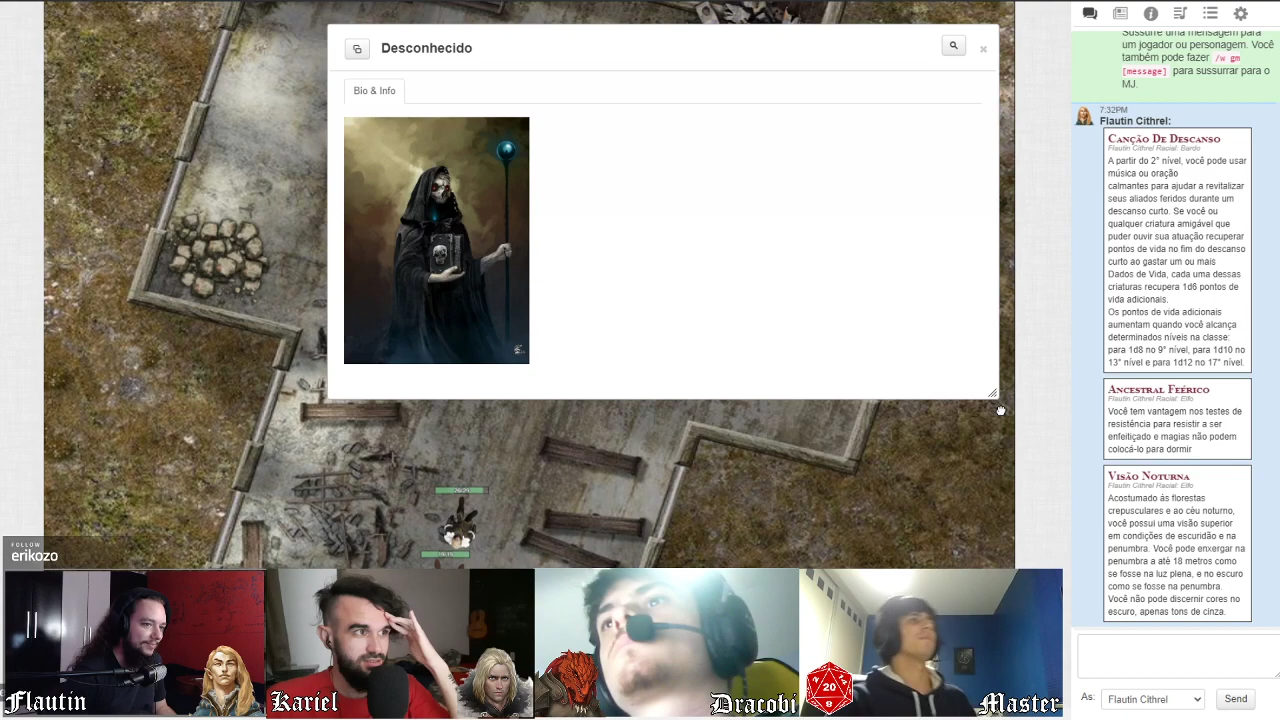 Desconhecido
Bio & Info
Sussurre uma mensagem para
um jogador ou personagem. Você
também pode fazer /w gm
[message] para sussurrar para o
MJ.
7:32PM
Flautin Cithrel:
Canção De Descanso
Flautin Cithrel Racial: Bardo
A partir do 2° nível, você pode usar
música ou oração
calmantes para ajudar a revitalizar
seus aliados feridos durante um
descanso curto. Se você ou
qualquer criatura amigável que
puder ouvir sua atuação recuperar
pontos de vida no fim do descanso
curto ao gastar um ou mais
Dados de Vida, cada uma dessas
criaturas recupera 1d6 pontos de
vida adicionais.
Os pontos de vida adicionais
aumentam quando você alcança
determinados níveis na classe:
para 1d8 no 9° nível, para 1d10 no
13° nível e para 1d12 no 17° nível.
Ancestral Feérico
Flautin Cithrel Racial: Elfo
Você tem vantagem nos testes de
resistência para resistir a ser
enfeitiçado e magias não podem
colocá-lo para dormir
Visão Noturna
Flautin Cithrel Racial: Elfo
Acostumado ás florestas
crepusculares e ao céu noturno,
você possui uma visão superior
em condições de escuridão e na
penumbra. Você pode enxergar na
penumbra a até 18 metros como
se fosse na luz plena, e no escuro
como se fosse na penumbra.
Você não pode discernir cores no
escuro, apenas tons de cinza.
As: Flautin Cithrel
Send
FOLLOW
erikozo
Flautin
Kariel
Dracobi
20
Master